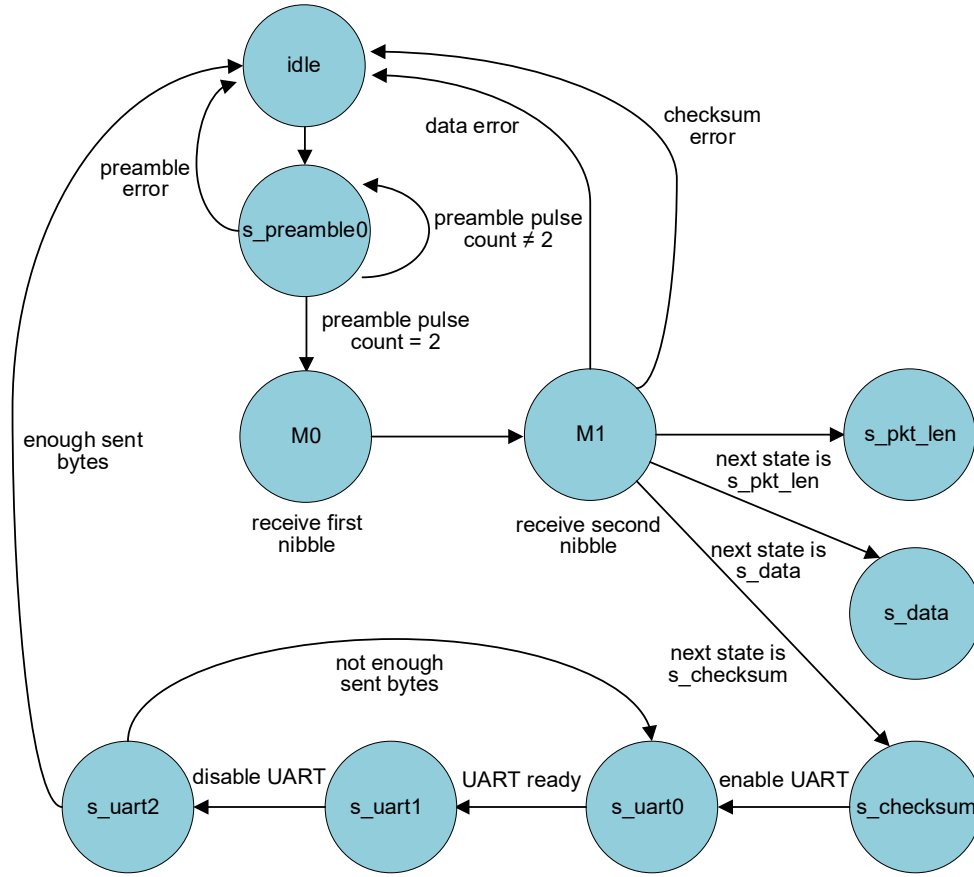 idle
checksum
error
data error
preamble
error
s_preamble0
preamble pulse
count ≠ 2
preamble pulse
count = 2
M0
M1
s_pkt_len
enough sent
bytes
next state is
s_pkt_len
receive first
nibble
receive second
nibble
next state is
s_data
s_data
next state is
s_checksum
not enough
sent bytes
disable UART
UART ready
enable UART
s_uart2
s_uart1
s_uart0
s_checksum